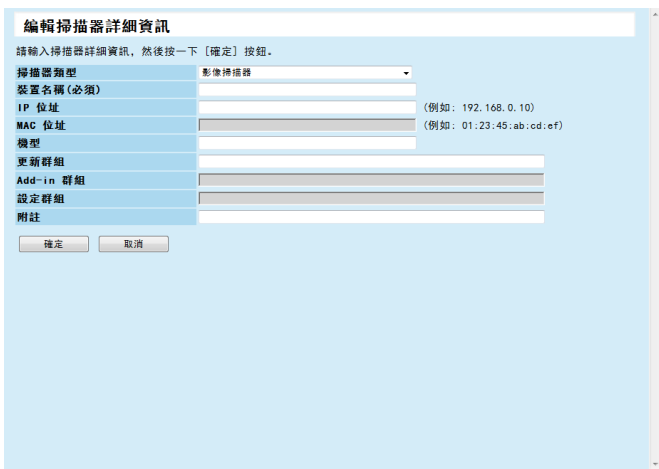 編輯掃描器詳細資訊
請輸入掃描器詳細資訊, 然後按一下 [確定] 按鈕。
掃描器類型 影像掃描器
裝置名稱(必須)
IP 位址 (例如: 192.168.0.10)
MAC 位址 (例如: 01:23:45:ab:cd:ef)
機型
更新群組
Add-in 群組
設定群組
附註
確定 取消